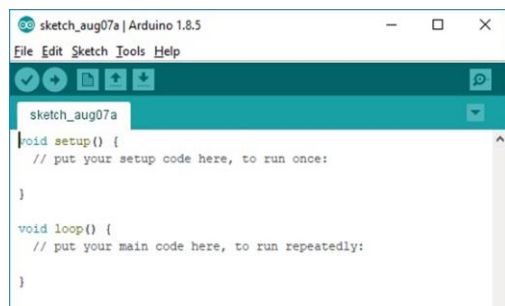 sketch_aug07a | Arduino 1.8.5
File Edit Sketch Tools Help
sketch_aug07a
void setup() {
  // put your setup code here, to run once:
}
void loop() {
  // put your main code here, to run repeatedly:
}